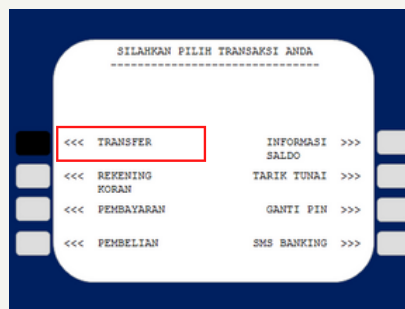 SILAHKAN PILIH TRANSAKSI ANDA
------------------------------
<<< TRANSFER INFORMASI SALDO >>>
<<< REKENING KORAN TARIK TUNAI >>>
<<< PEMBAYARAN GANTI PIN >>>
<<< PEMBELIAN SMS BANKING >>>